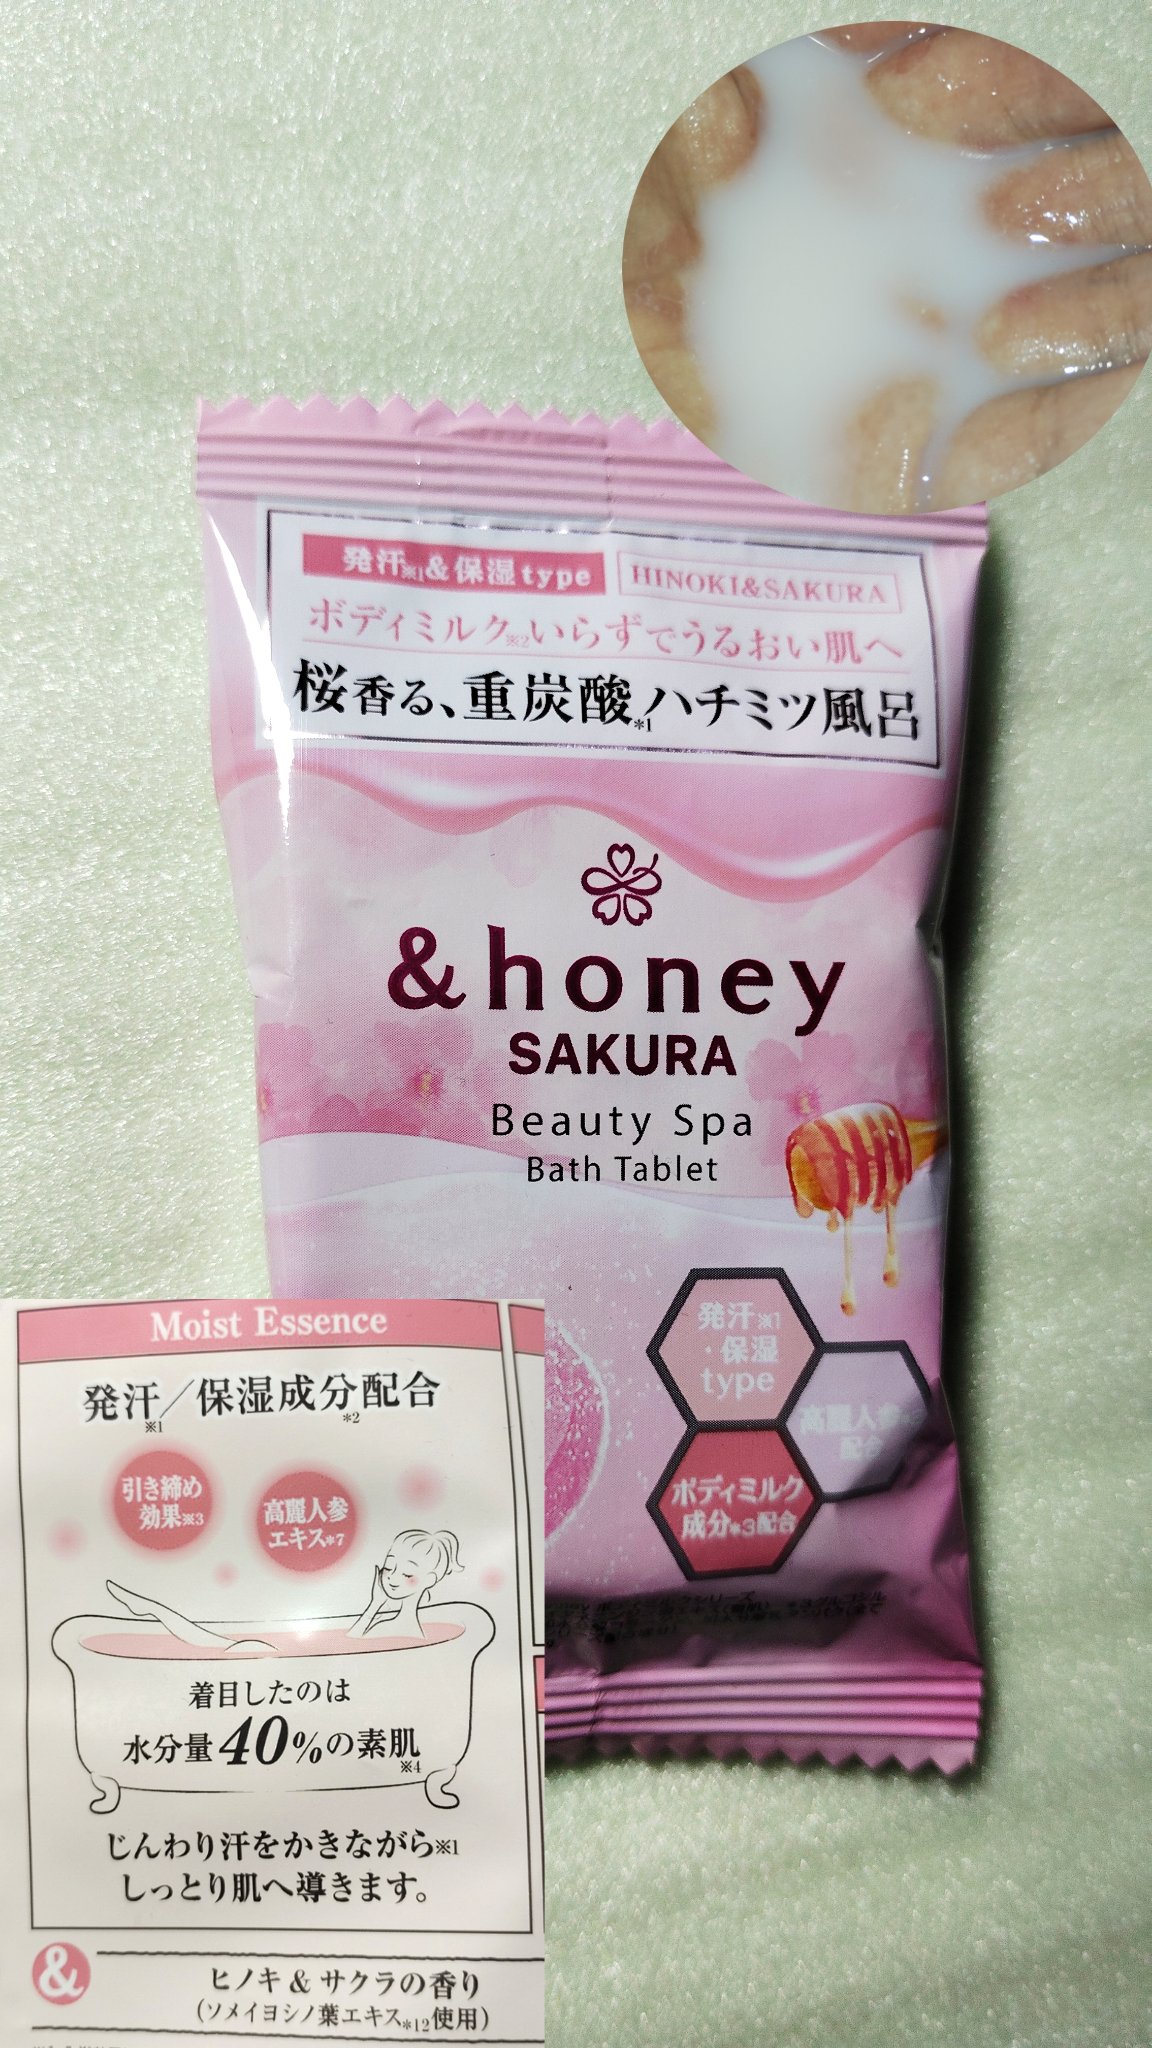 発汗※1&保湿type
HINOKI&SAKURA
ボディミルク※2いらずでうるおい肌へ
桜香る、重炭酸*1ハチミツ風呂
&honey
SAKURA
Beauty Spa
Bath Tablet
発汗※1
・保湿
type
高麗人参
配合
ボディミルク
成分*3配合
Moist Essence
発汗※1／保湿成分*2配合
引き締め
効果※3
高麗人参
エキス*7
着目したのは
水分量40%の素肌※4
じんわり汗をかきながら※1
しっとり肌へ導きます。
&
ヒノキ & サクラの香り
(ソメイヨシノ葉エキス*12使用)